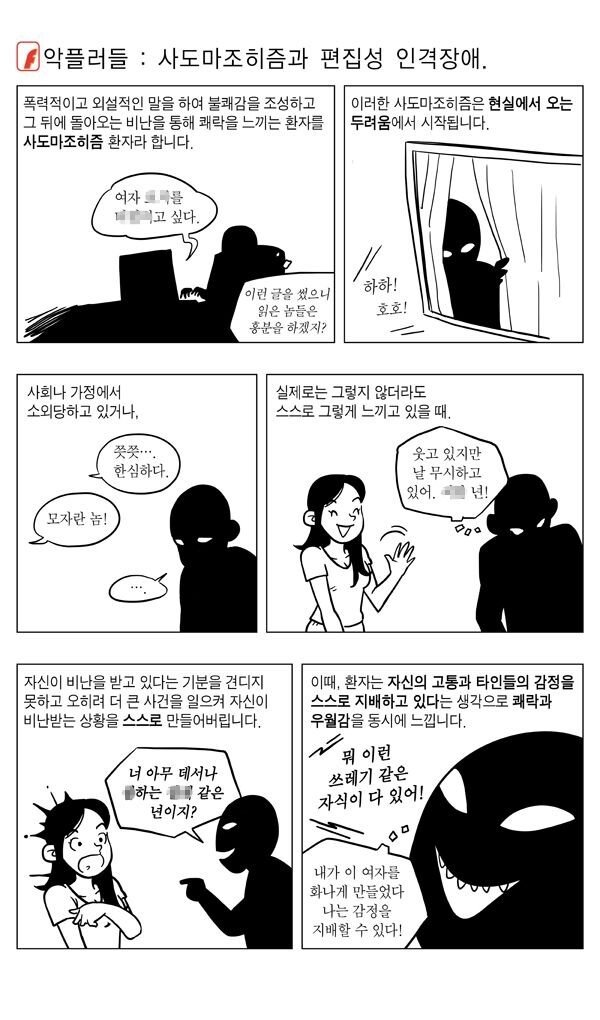 f 악플러들 : 사도마조히즘과 편집성 인격장애.
폭력적이고 외설적인 말을 하여 불쾌감을 조성하고
그 뒤에 돌아오는 비난을 통해 쾌락을 느끼는 환자를
사도마조히즘 환자라 합니다.
여자 를
고 싶다.
이런 글을 썼으니
읽은 놈들은
흥분을 하겠지?
이러한 사도마조히즘은 현실에서 오는
두려움에서 시작됩니다.
하하!
호호!
사회나 가정에서
소외당하고 있거나,
쯧쯧….
한심하다.
모자란 놈!
….
실제로는 그렇지 않더라도
스스로 그렇게 느끼고 있을 때.
웃고 있지만
날 무시하고
있어. 년!
자신이 비난을 받고 있다는 기분을 견디지
못하고 오히려 더 큰 사건을 일으켜 자신이
비난받는 상황을 스스로 만들어버립니다.
너 아무 데서나
하는 같은
년이지?
이때, 환자는 자신의 고통과 타인들의 감정을
스스로 지배하고 있다는 생각으로 쾌락과
우월감을 동시에 느낍니다.
뭐 이런
쓰레기 같은
자식이 다 있어!
내가 이 여자를
화나게 만들었다
나는 감정을
지배할 수 있다!